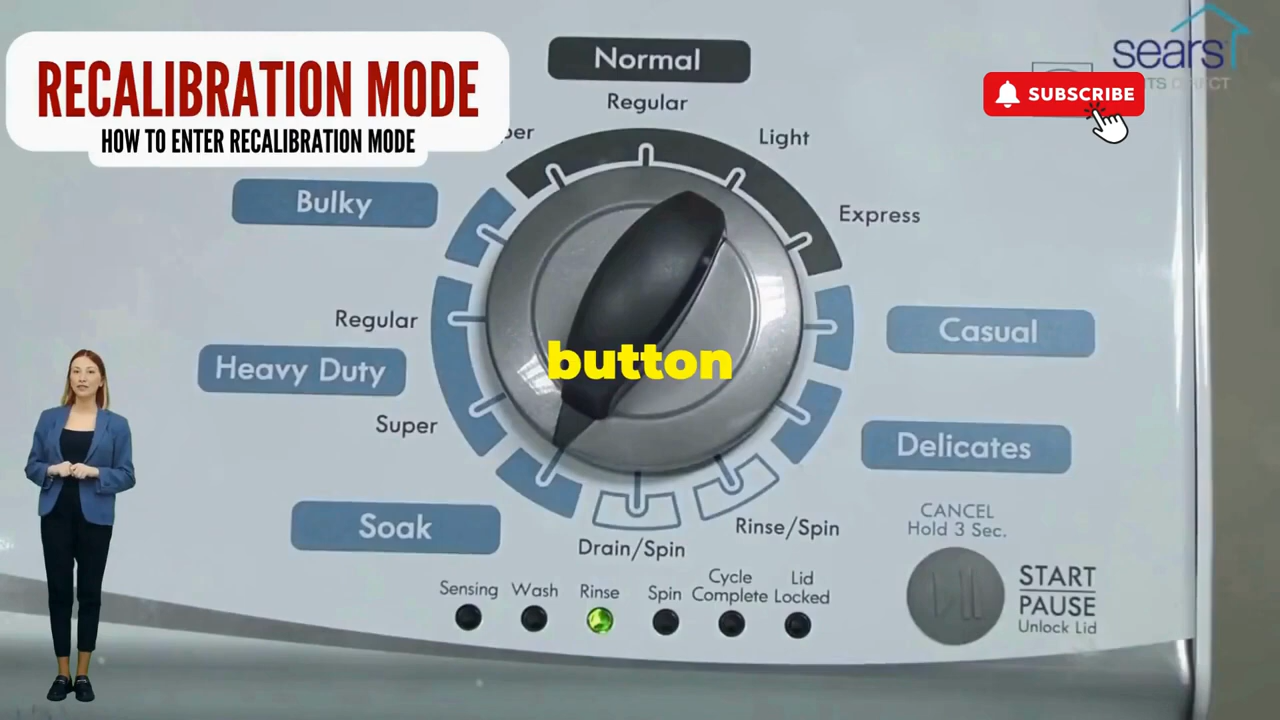 RECALIBRATION MODE
HOW TO ENTER RECALIBRATION MODE
sears
SUBSCRIBE
Normal
Regular
Light
Express
Bulky
Regular
Heavy Duty
Super
Soak
Casual
Delicates
button
Rinse/Spin
Drain/Spin
CANCEL
Hold 3 Sec.
Sensing
Wash
Rinse
Spin
Cycle
Complete
Lid
Locked
START
PAUSE
Unlock Lid